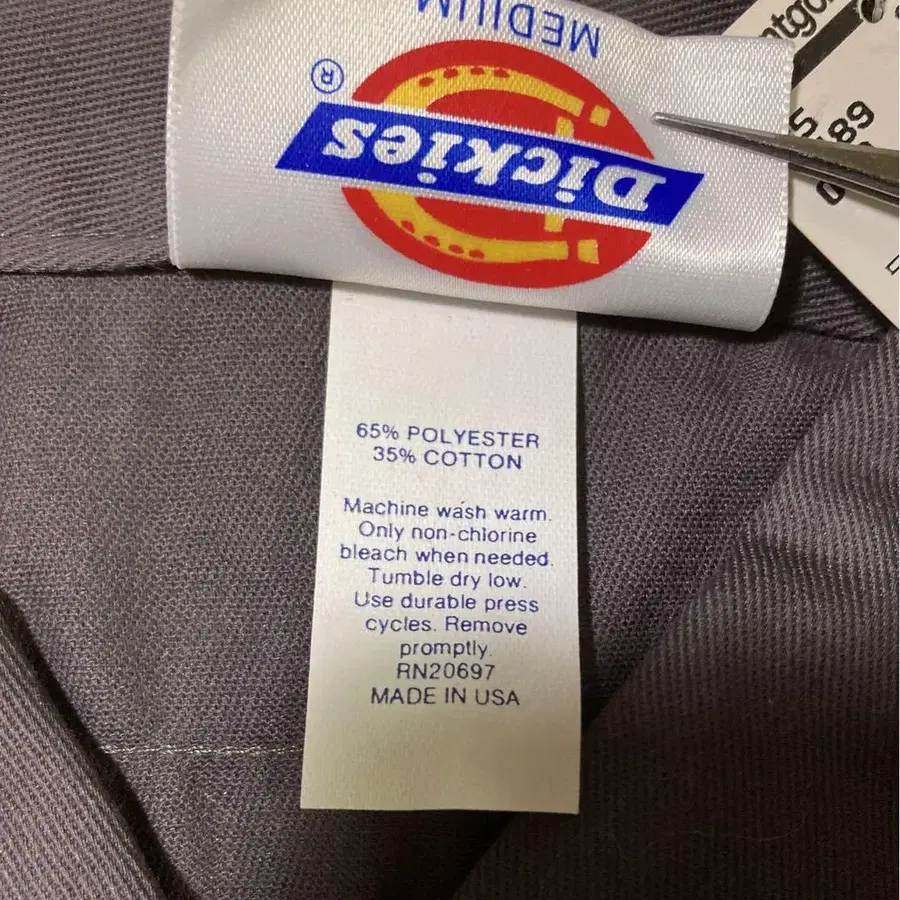 MEDIUM
Dickies
®
89
65% POLYESTER
35% COTTON
Machine wash warm.
Only non-chlorine
bleach when needed.
Tumble dry low.
Use durable press
cycles. Remove
promptly.
RN20697
MADE IN USA